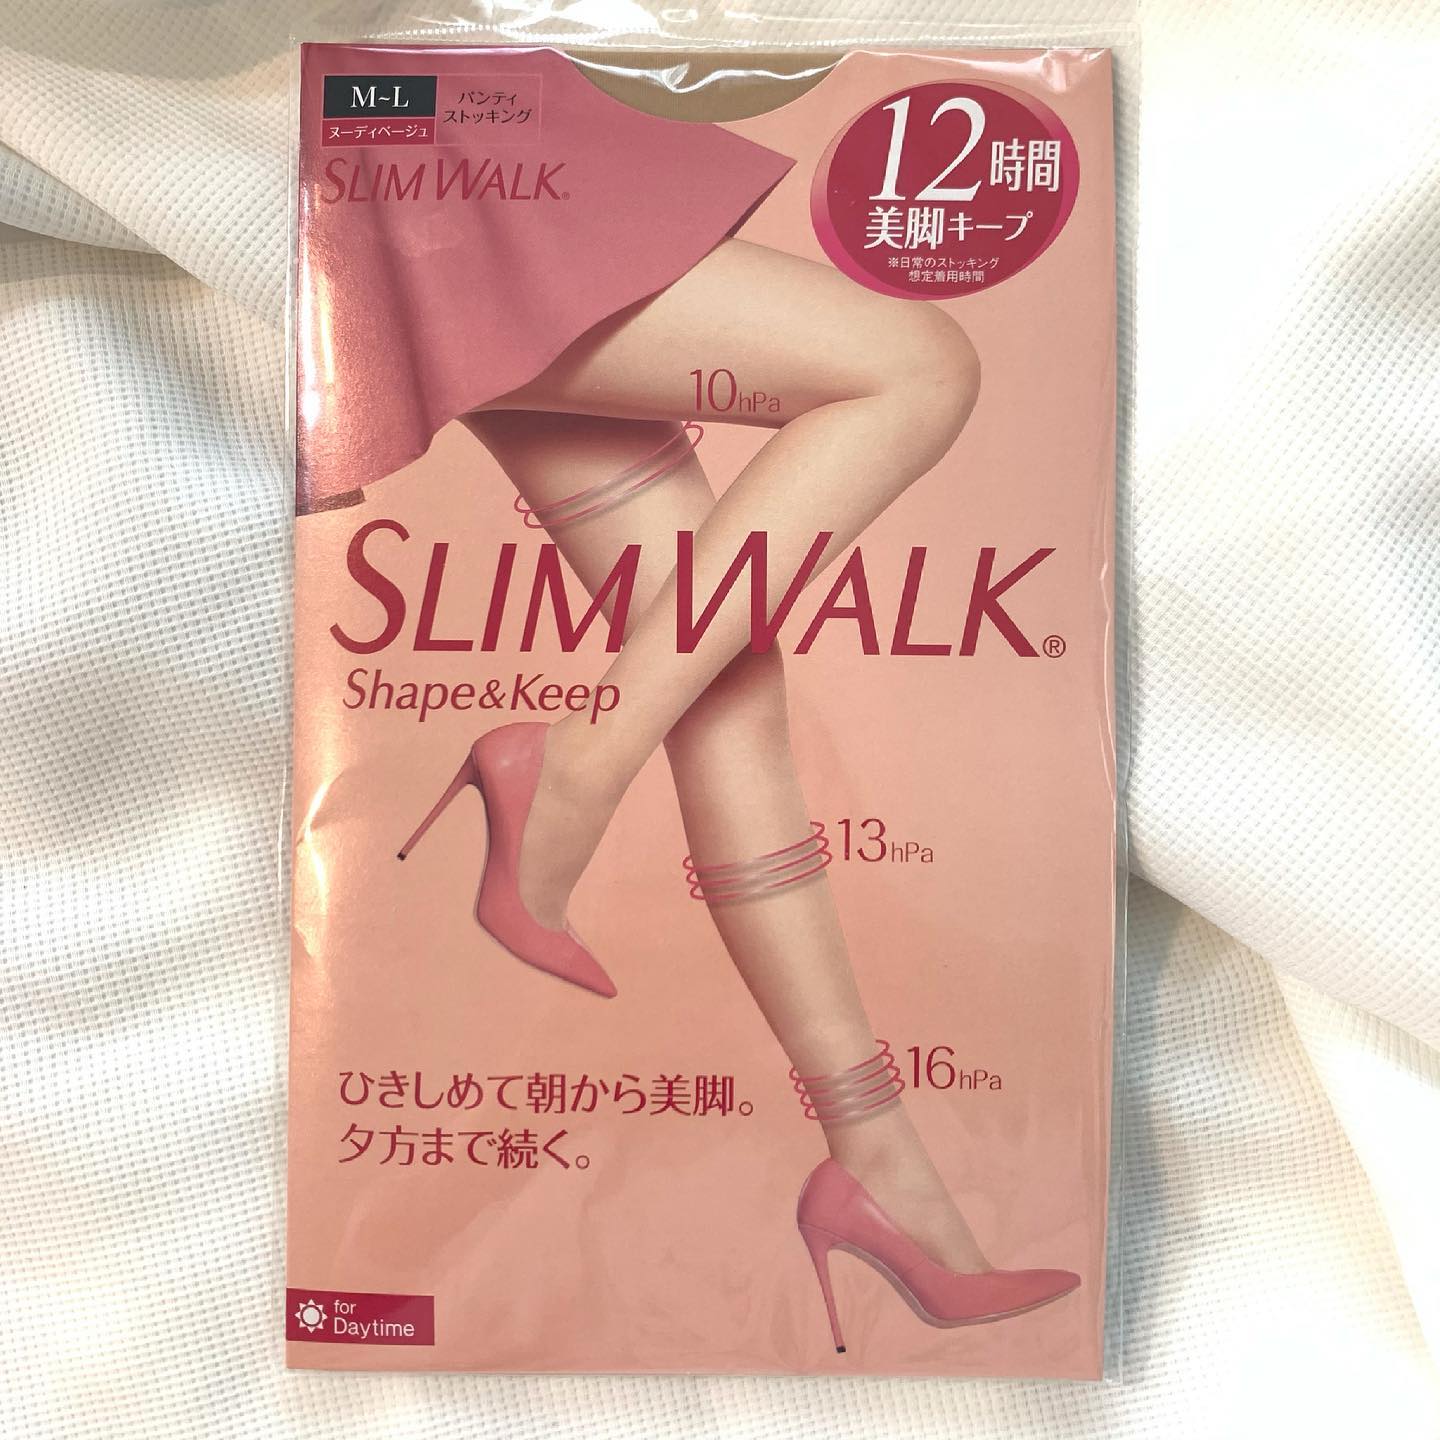 M~L
ヌーディベージュ
パンティ
ストッキング
SLIM WALK®
12時間
美脚キープ
※日常のストッキング
想定着用時間
10hPa
SLIM WALK®
Shape&Keep
13hPa
16hPa
ひきしめて朝から美脚。
夕方まで続く。
for
Daytime